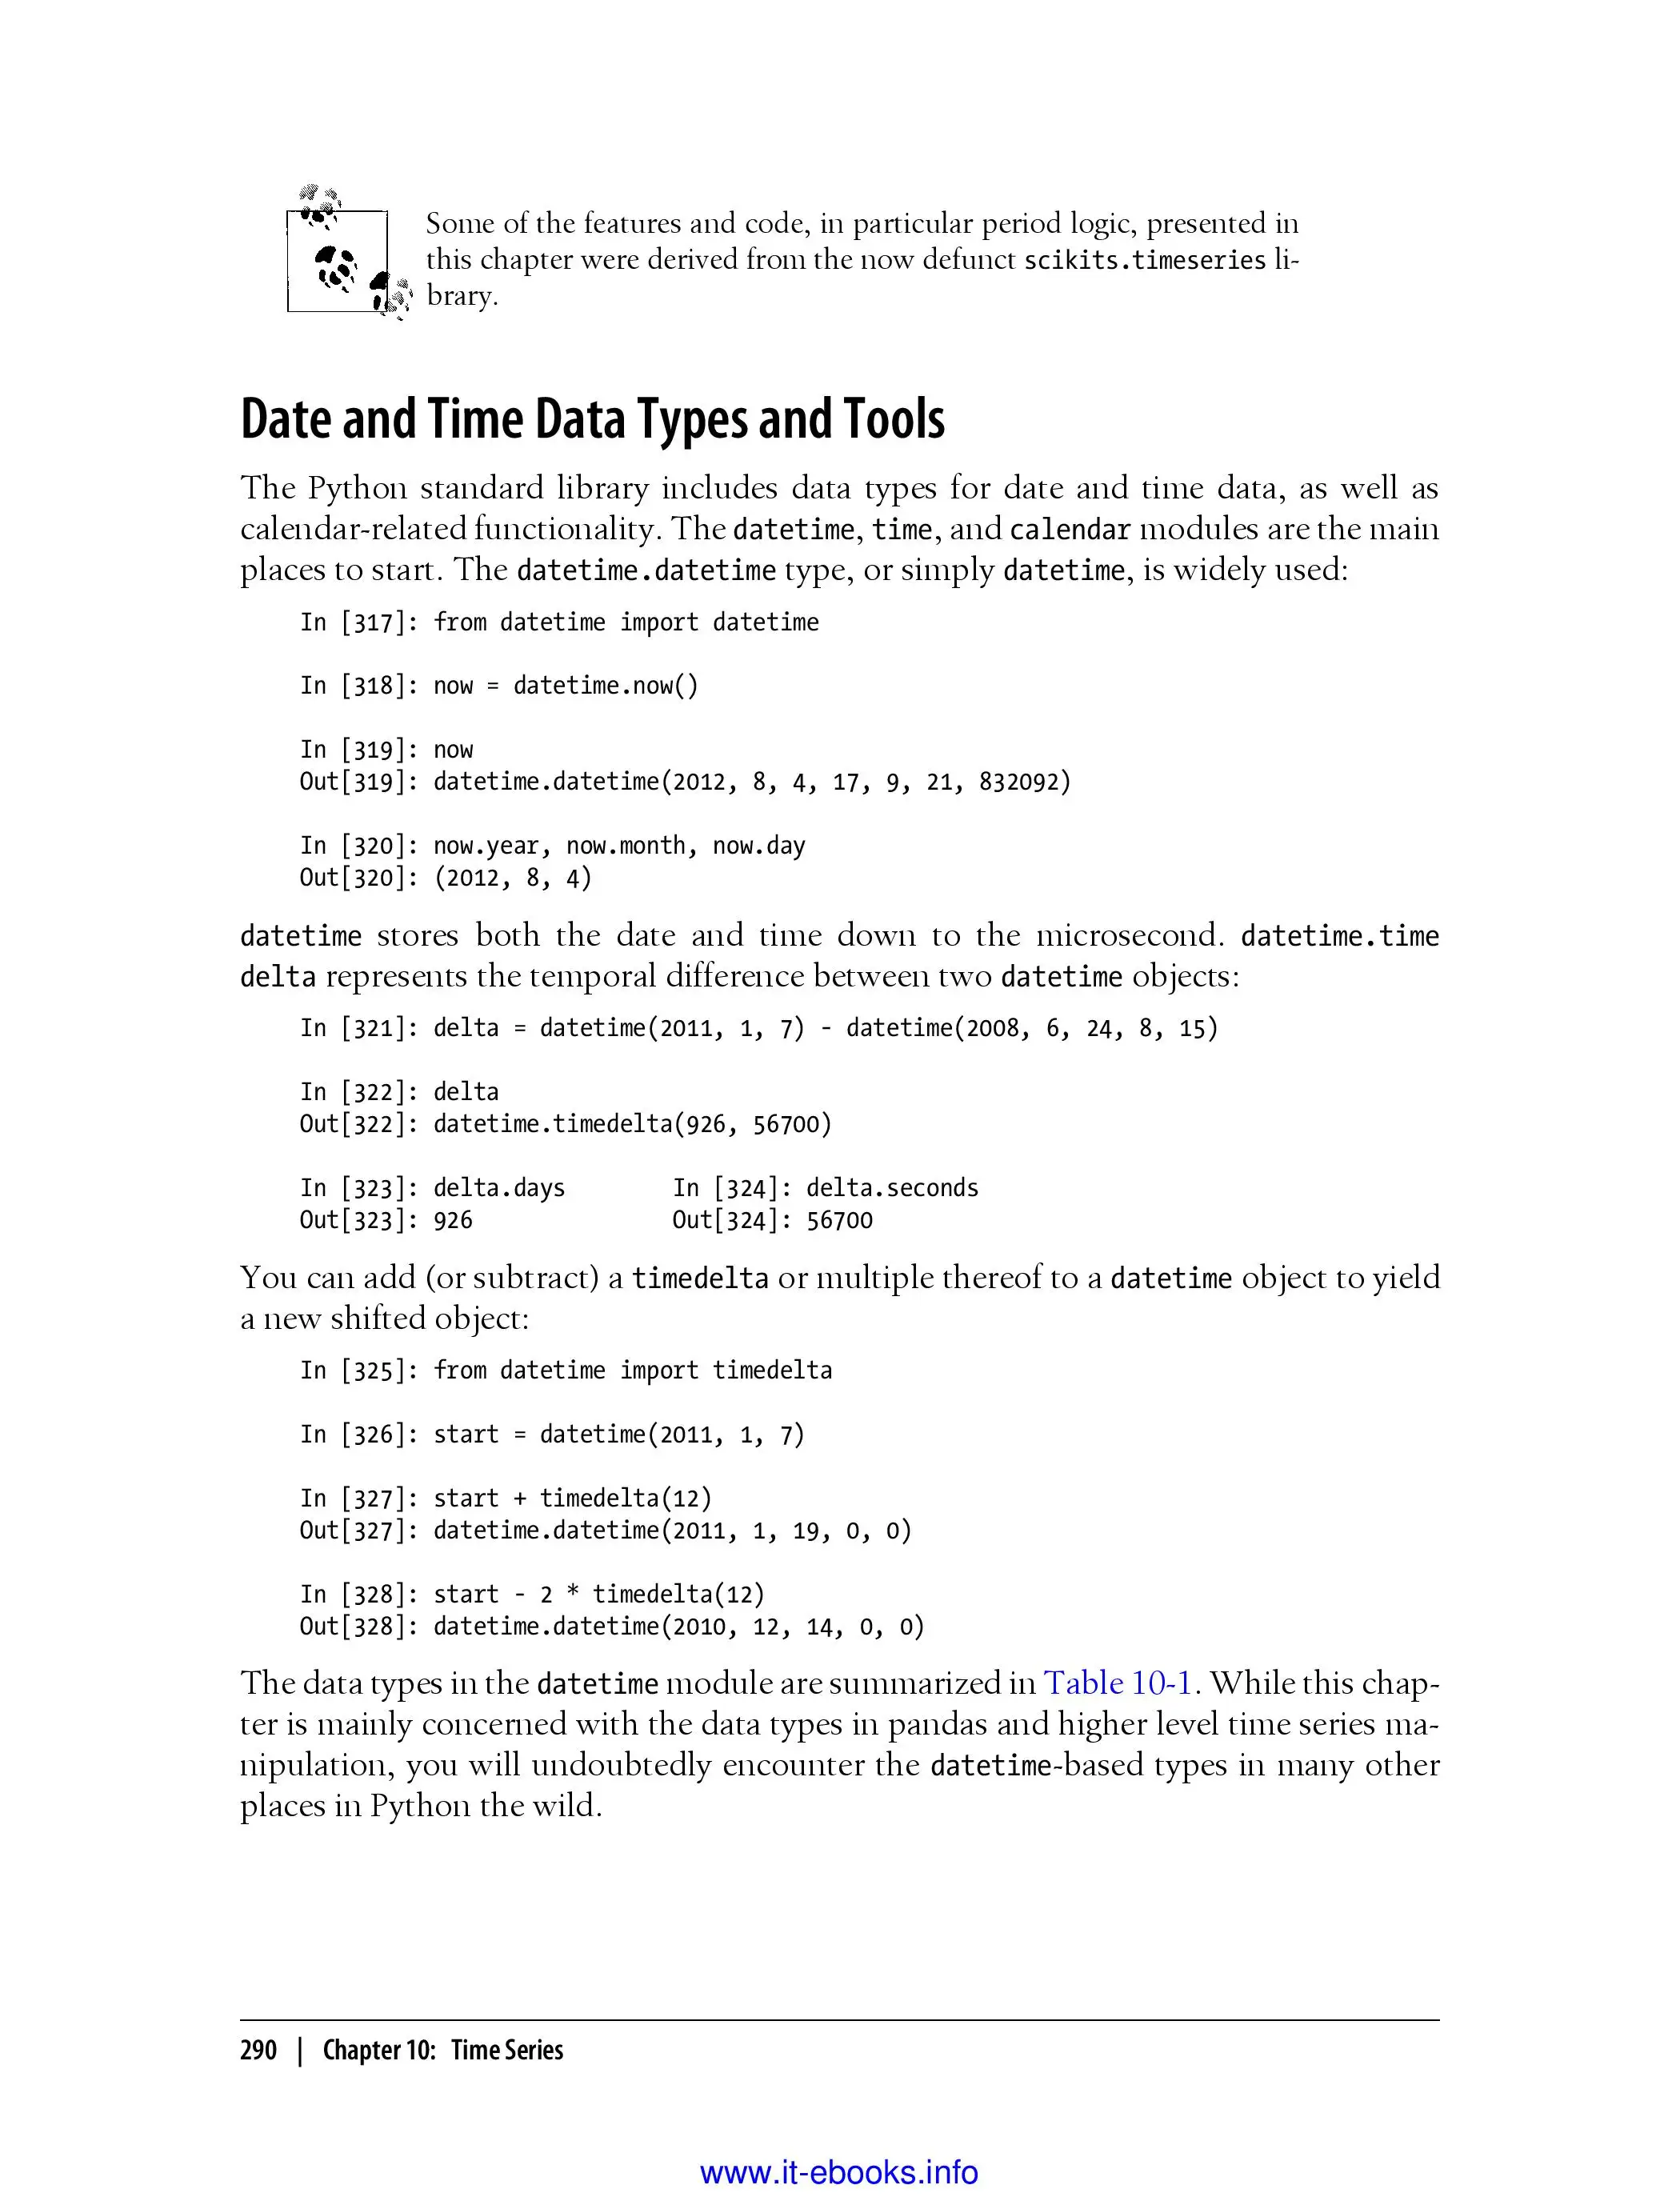 Some of the features and code, in particular period logic, presented in
this chapter were derived from the now defunct scikits.timeseries li-
brary.
Date and Time Data Types and Tools
The Python standard library includes data types for date and time data, as well as
calendar-related functionality. The datetime, time, and calendar modules are the main
places to start. The datetime.datetime type, or simply datetime, is widely used:
In [317]: from datetime import datetime
In [318]: now = datetime.now()
In [319]: now
Out[319]: datetime.datetime(2012, 8, 4, 17, 9, 21, 832092)
In [320]: now.year, now.month, now.day
Out[320]: (2012, 8, 4)
datetime stores both the date and time down to the microsecond. datetime.time
delta represents the temporal difference between two datetime objects:
In [321]: delta = datetime(2011, 1, 7) - datetime(2008, 6, 24, 8, 15)
In [322]: delta
Out[322]: datetime.timedelta(926, 56700)
In [323]: delta.days        In [324]: delta.seconds
Out[323]: 926               Out[324]: 56700
You can add (or subtract) a timedelta or multiple thereof to a datetime object to yield
a new shifted object:
In [325]: from datetime import timedelta
In [326]: start = datetime(2011, 1, 7)
In [327]: start + timedelta(12)
Out[327]: datetime.datetime(2011, 1, 19, 0, 0)
In [328]: start - 2 * timedelta(12)
Out[328]: datetime.datetime(2010, 12, 14, 0, 0)
The data types in the datetime module are summarized in Table 10-1. While this chap-
ter is mainly concerned with the data types in pandas and higher level time series ma-
nipulation, you will undoubtedly encounter the datetime-based types in many other
places in Python the wild.
290 | Chapter 10: Time Series
www.it-ebooks.info